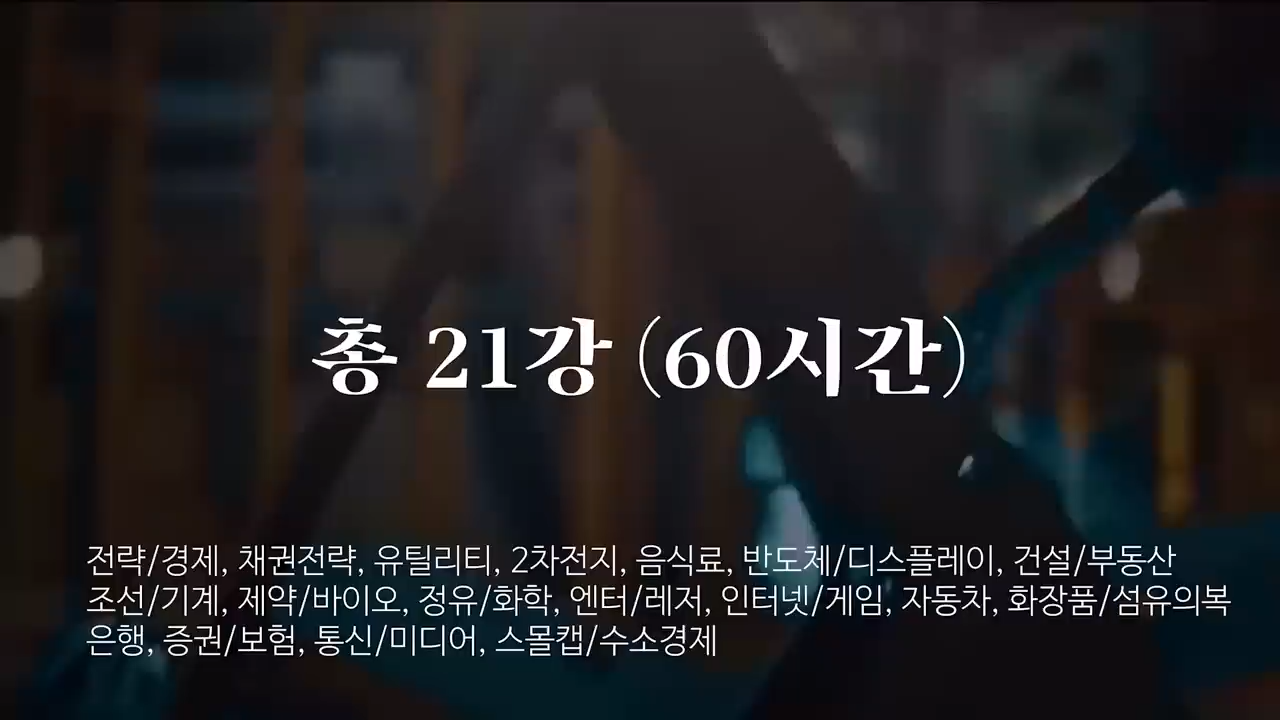 총 21강 (60시간)
전략/경제, 채권전략, 유틸리티, 2차전지, 음식료, 반도체/디스플레이, 건설/부동산
조선/기계, 제약/바이오, 정유/화학, 엔터/레저, 인터넷/게임, 자동차, 화장품/섬유의복
은행, 증권/보험, 통신/미디어, 스몰캡/수소경제